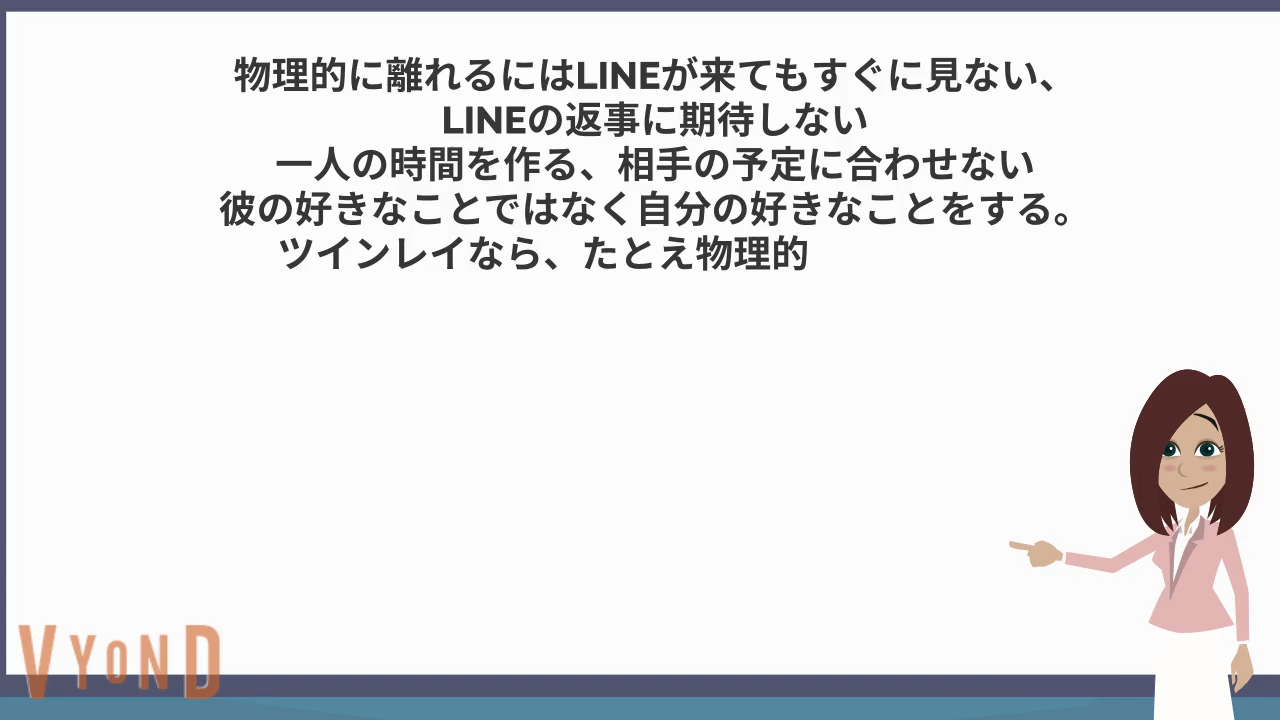 物理的に離れるにはLINEが来てもすぐに見ない、
LINEの返事に期待しない
一人の時間を作る、相手の予定に合わせない
彼の好きなことではなく自分の好きなことをする。
ツインレイなら、たとえ物理的
VYOND